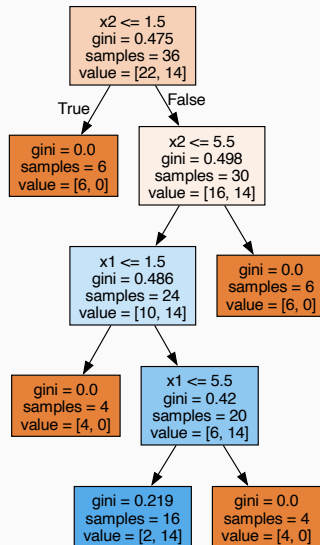 x2 <= 1.5
gini = 0.475
samples = 36
value = [22, 14]
True
False
gini = 0.0
samples = 6
value = [6, 0]
x2 <= 5.5
gini = 0.498
samples = 30
value = [16, 14]
x1 <= 1.5
gini = 0.486
samples = 24
value = [10, 14]
gini = 0.0
samples = 6
value = [6, 0]
gini = 0.0
samples = 4
value = [4, 0]
x1 <= 5.5
gini = 0.42
samples = 20
value = [6, 14]
gini = 0.219
samples = 16
value = [2, 14]
gini = 0.0
samples = 4
value = [4, 0]